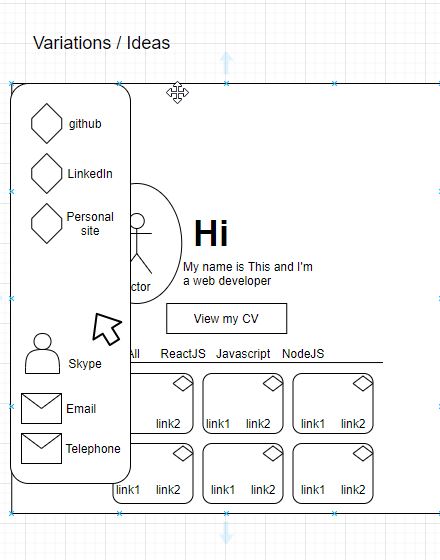 Variations / Ideas
github
LinkedIn
Personal
site
Hi
My name is This and I'm
a web developer
ctor
View my CV
All ReactJS Javascript NodeJS
Skype
Email
Telephone
link2 link1 link2 link1 link2
link1 link2 link1 link2 link1 link2